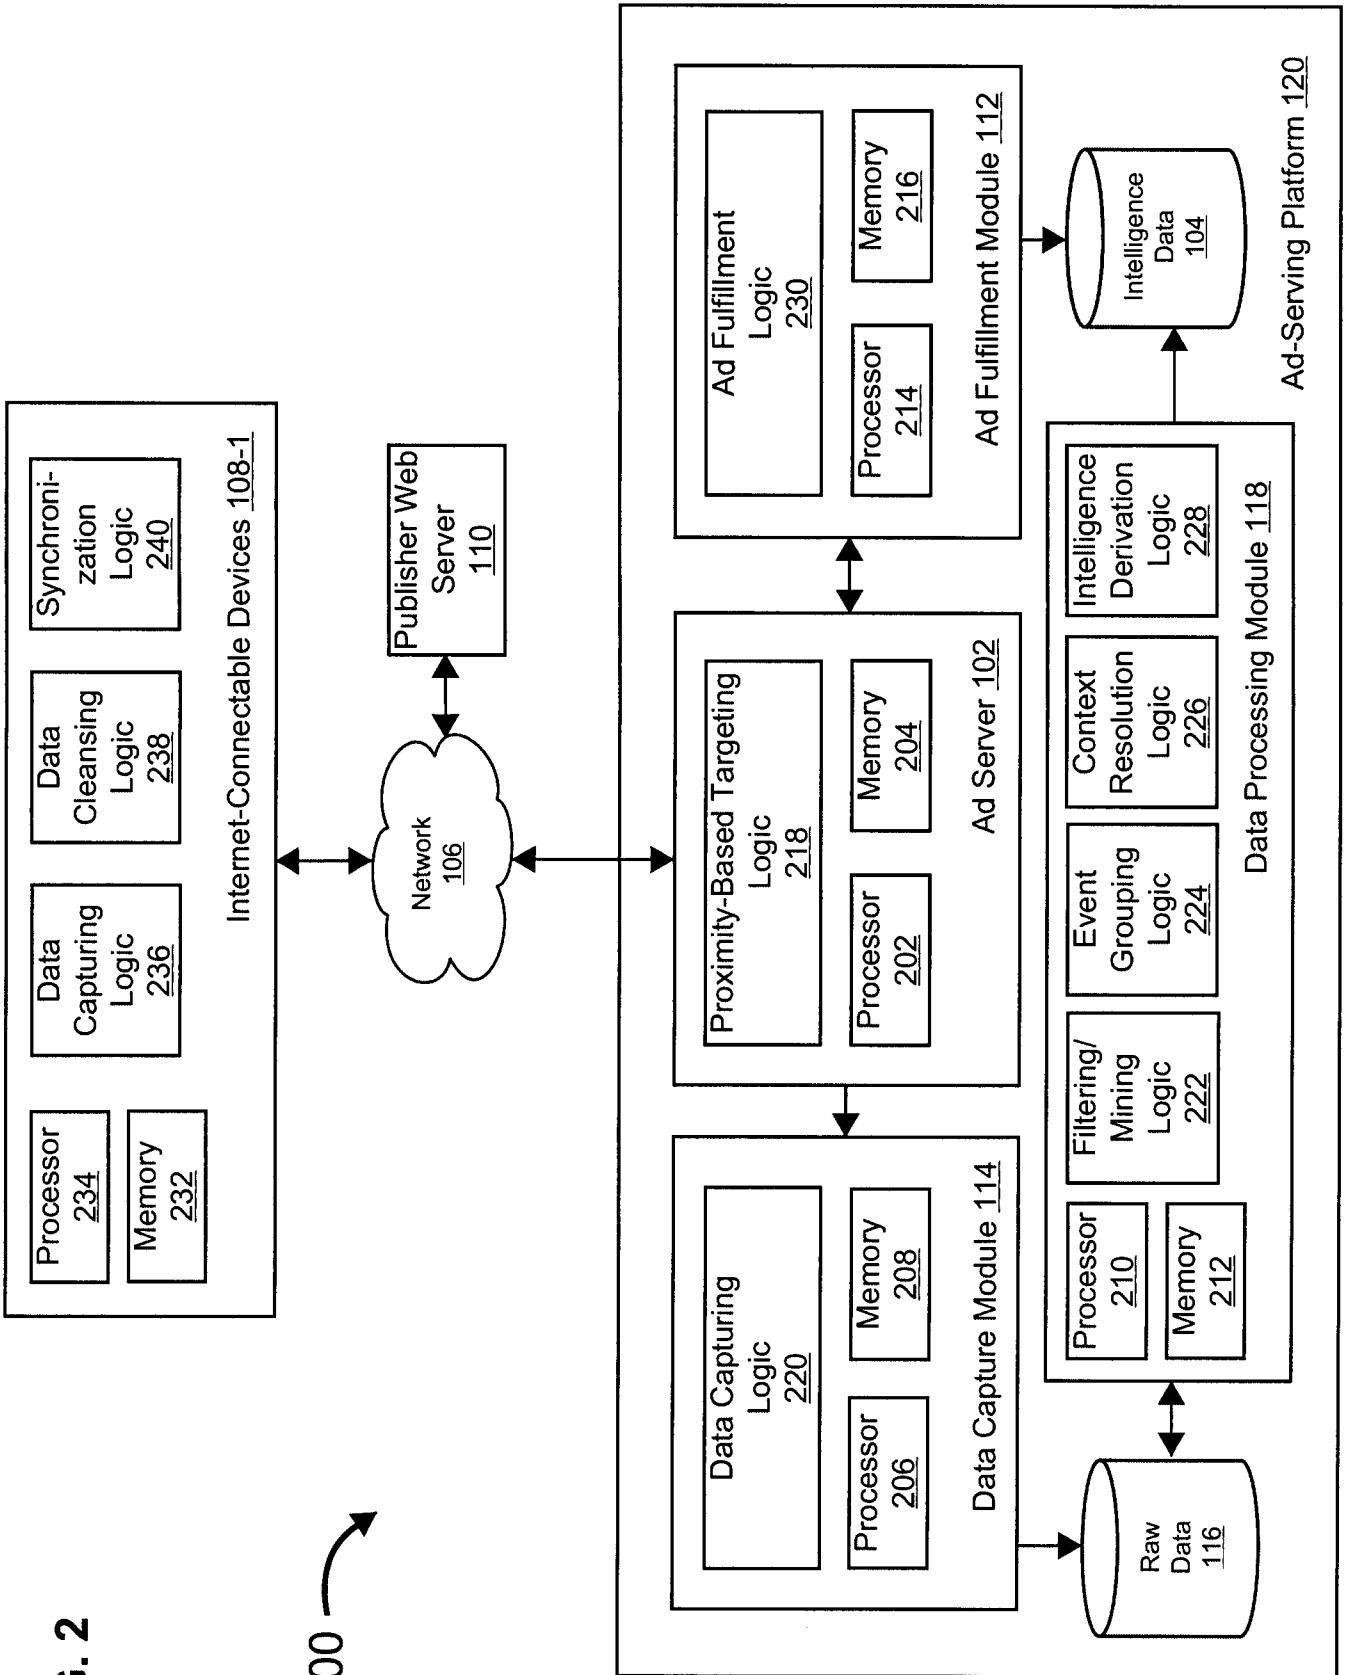 G. 2
00
Processor
234
Memory
232
Data
Capturing
Logic
236
Data
Cleansing
Logic
238
Synchroni-
zation
Logic
240
Internet-Connectable Devices 108-1
Network
106
Publisher Web
Server
110
Data Capturing
Logic
220
Processor
206
Memory
208
Data Capture Module 114
Proximity-Based Targeting
Logic
218
Processor
202
Memory
204
Ad Server 102
Ad Fulfillment
Logic
230
Processor
214
Memory
216
Ad Fulfillment Module 112
Raw
Data
116
Processor
210
Memory
212
Filtering/
Mining
Logic
222
Event
Grouping
Logic
224
Context
Resolution
Logic
226
Intelligence
Derivation
Logic
228
Data Processing Module 118
Intelligence
Data
104
Ad-Serving Platform 120